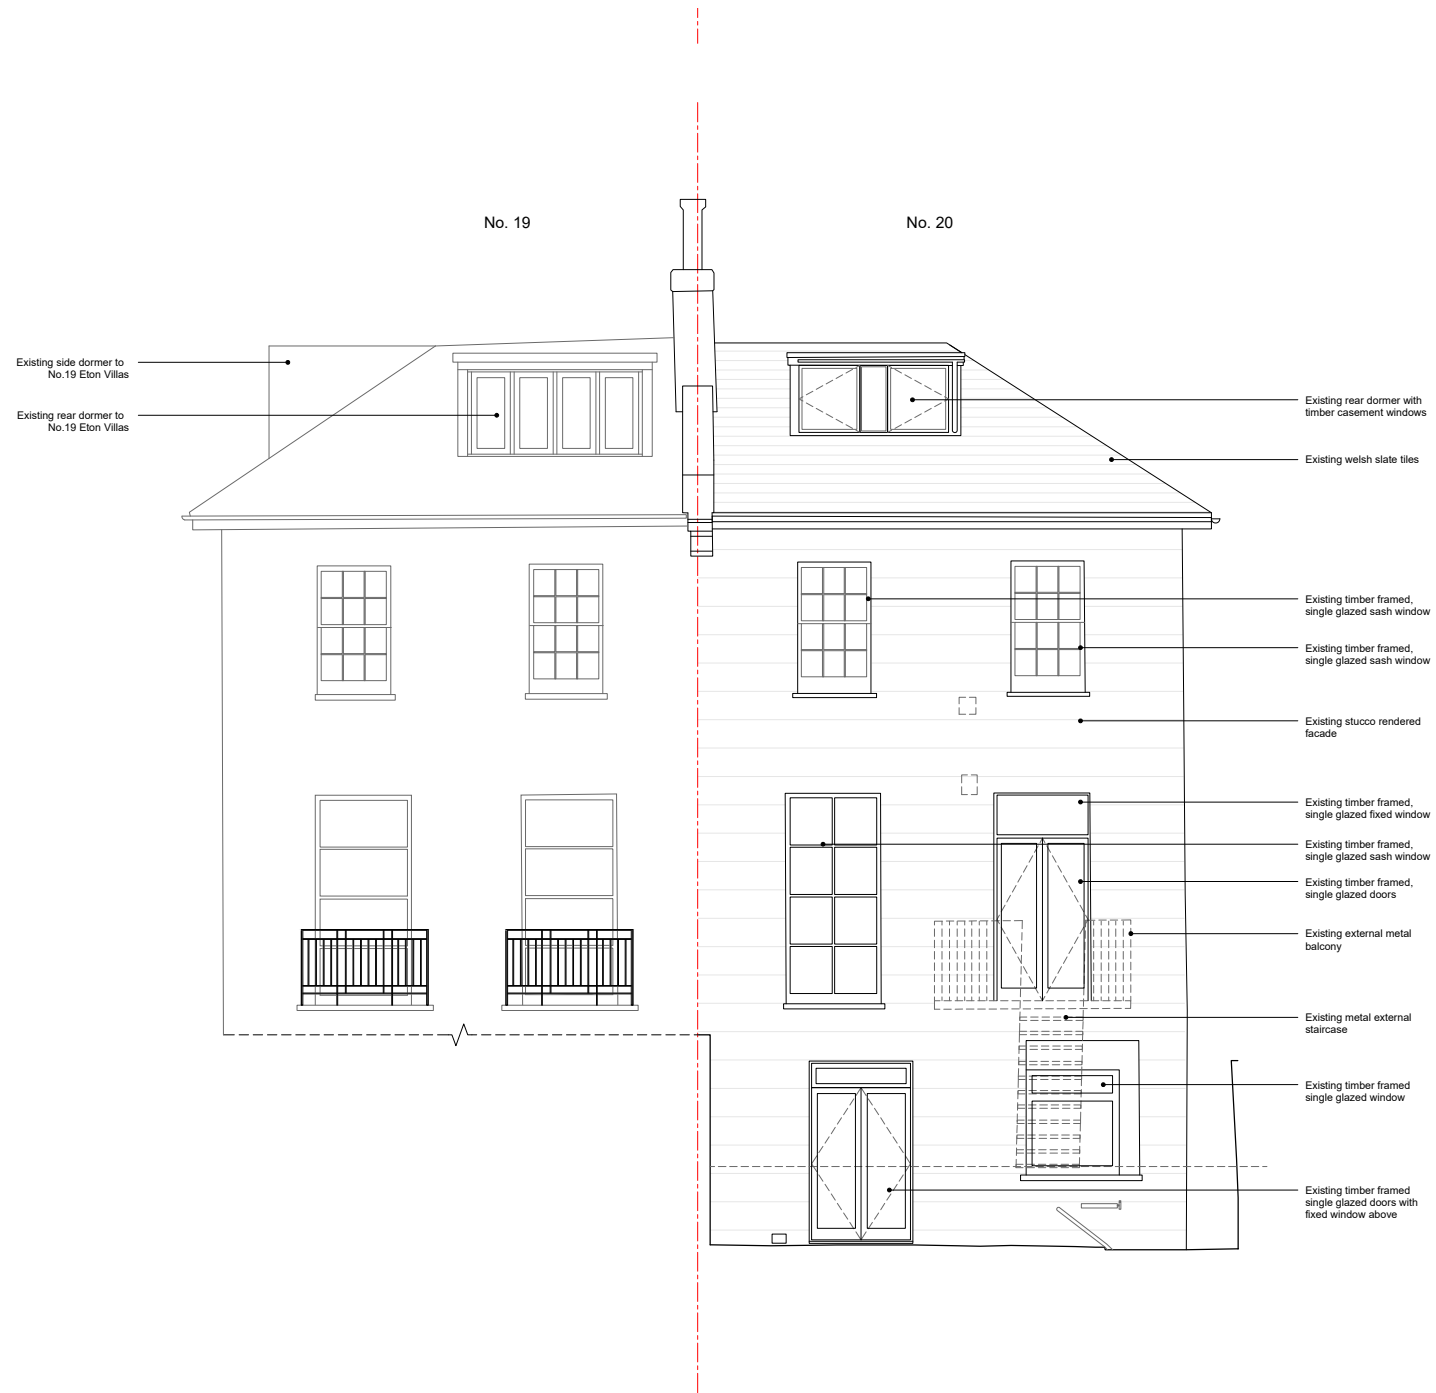 No. 19
No. 20
Existing side dormer to
No.19 Eton Villas
Existing rear dormer to
No.19 Eton Villas
Existing rear dormer with
timber casement windows
Existing welsh slate tiles
Existing timber framed,
single glazed sash window
Existing timber framed,
single glazed sash window
Existing stucco rendered
facade
Existing timber framed,
single glazed fixed window
Existing timber framed,
single glazed sash window
Existing timber framed,
single glazed doors
Existing external metal
balcony
Existing metal external
staircase
Existing timber framed
single glazed window
Existing timber framed
single glazed doors with
fixed window above